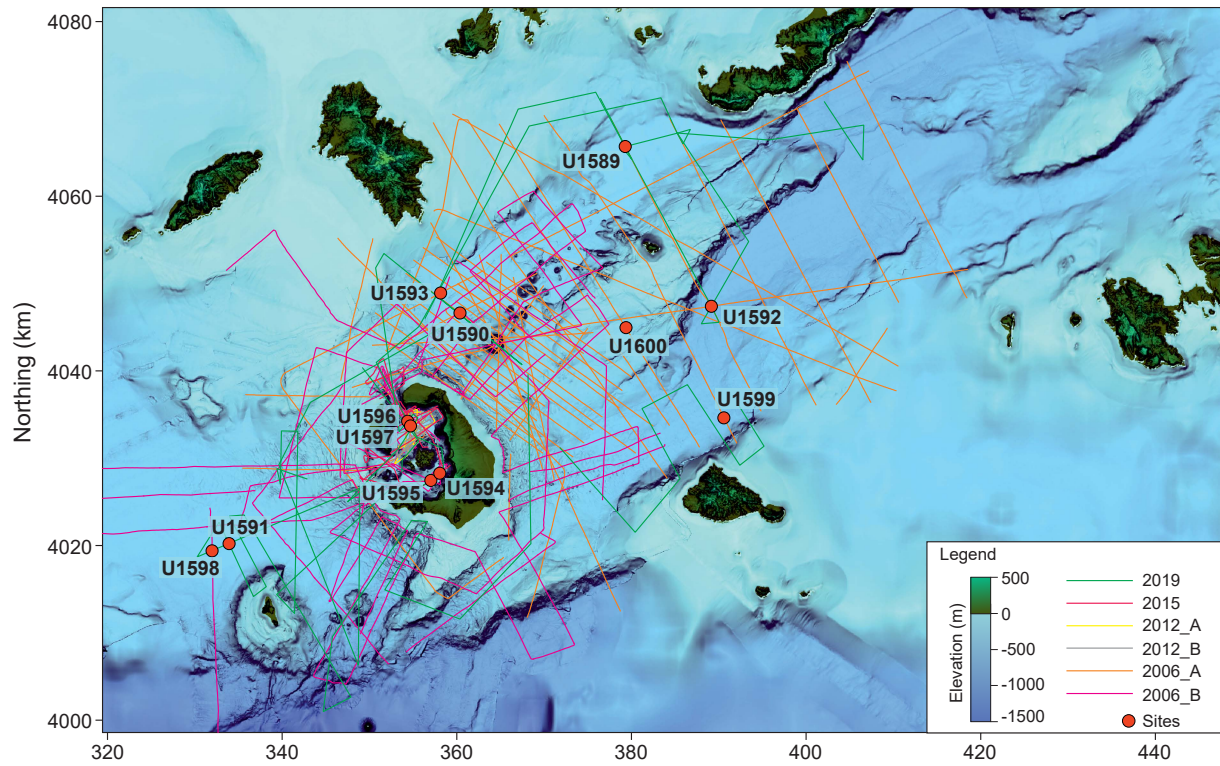 4080
4060
4040
4020
4000
Northing (km)
U1589
U1593
U1590
U1592
U1600
U1599
U1596
U1597
U1595
U1594
U1591
U1598
Legend
500
0
-500
-1000
-1500
Elevation (m)
2019
2015
2012_A
2012_B
2006_A
2006_B
Sites
320
340
360
380
400
420
440